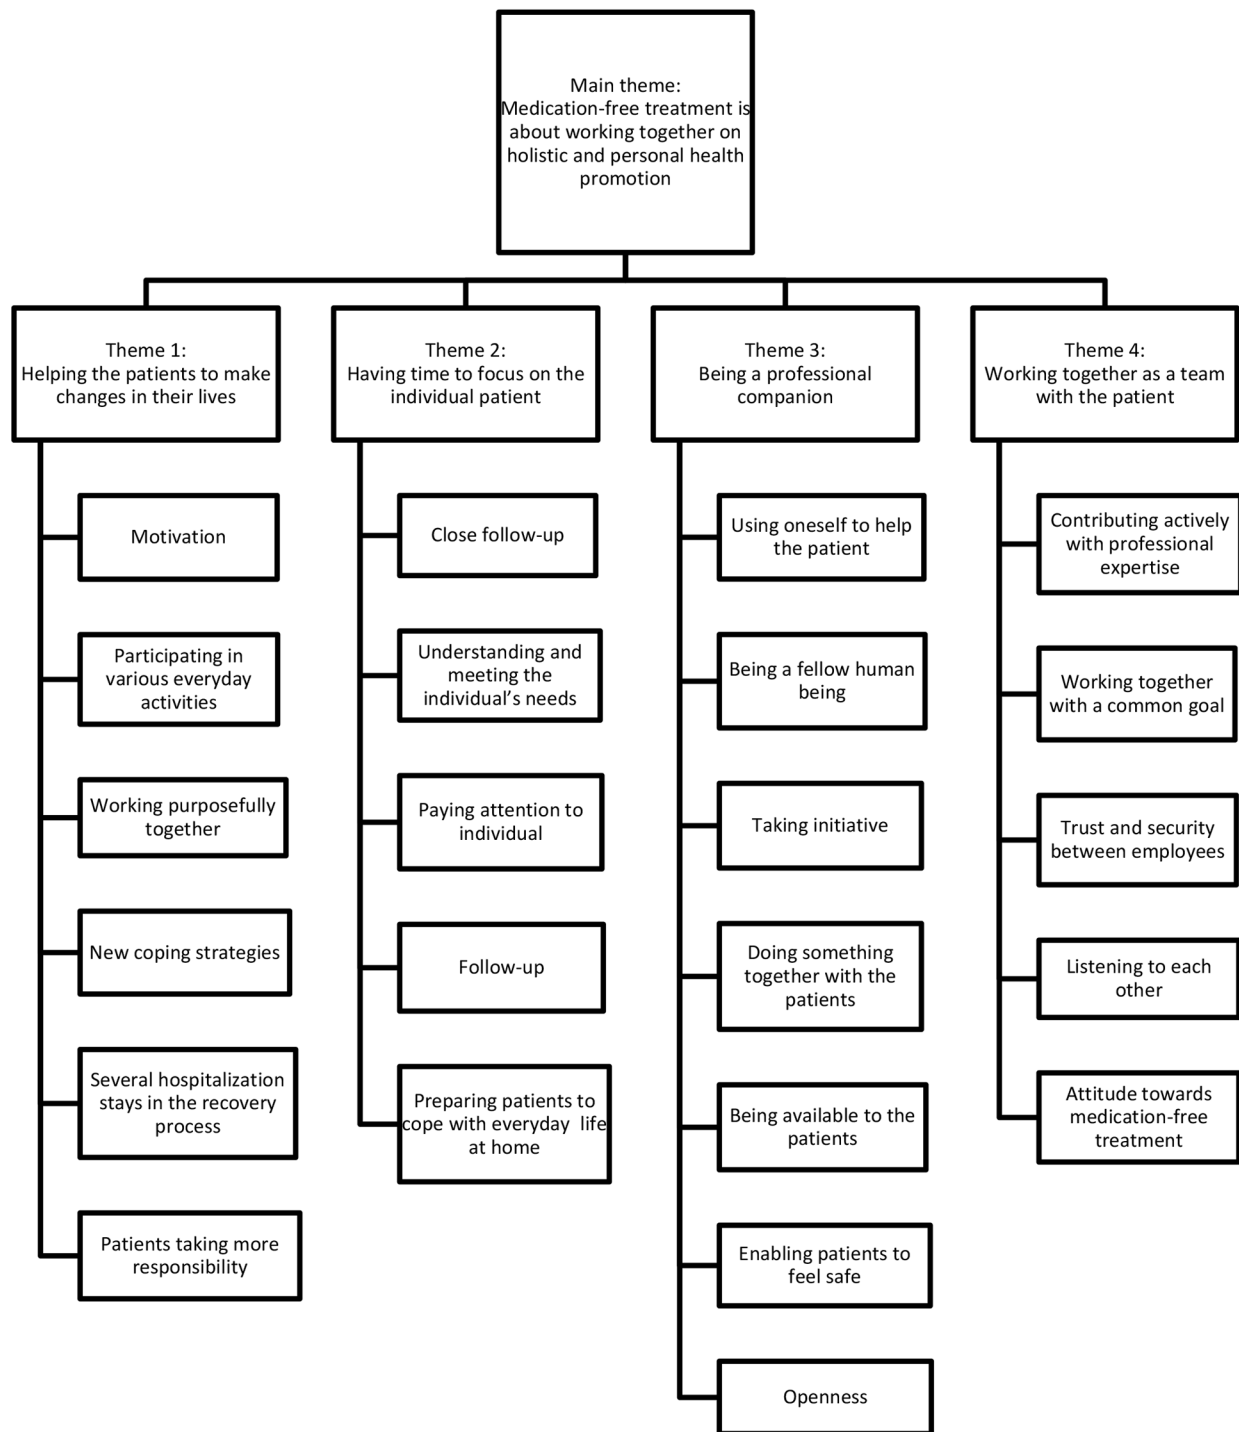 Main theme:
Medication-free treatment is
about working together on
holistic and personal health
promotion
Theme 1:
Helping the patients to make
changes in their lives
Motivation
Participating in
various everyday
activities
Working purposefully
together
New coping strategies
Several hospitalization
stays in the recovery
process
Patients taking more
responsibility
Theme 2:
Having time to focus on the
individual patient
Close follow-up
Understanding and
meeting the
individual’s needs
Paying attention to
individual
Follow-up
Preparing patients to
cope with everyday  life
at home
Theme 3:
Being a professional
companion
Using oneself to help
the patient
Being a fellow human
being
Taking initiative
Doing something
together with the
patients
Being available to the
patients
Enabling patients to
feel safe
Openness
Theme 4:
Working together as a team
with the patient
Contributing actively
with professional
expertise
Working together
with a common goal
Trust and security
between employees
Listening to each
other
Attitude towards
medication-free
treatment